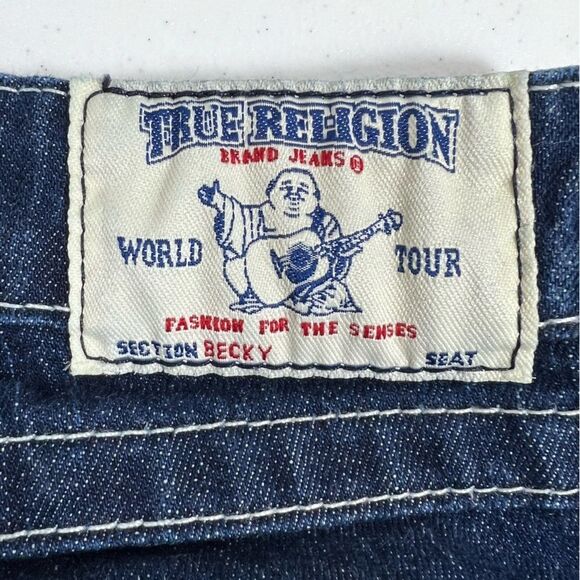 TRUE RELIGION
BRAND JEANS ®
WORLD TOUR
FASHION FOR THE SENSES
SECTION BECKY SEAT